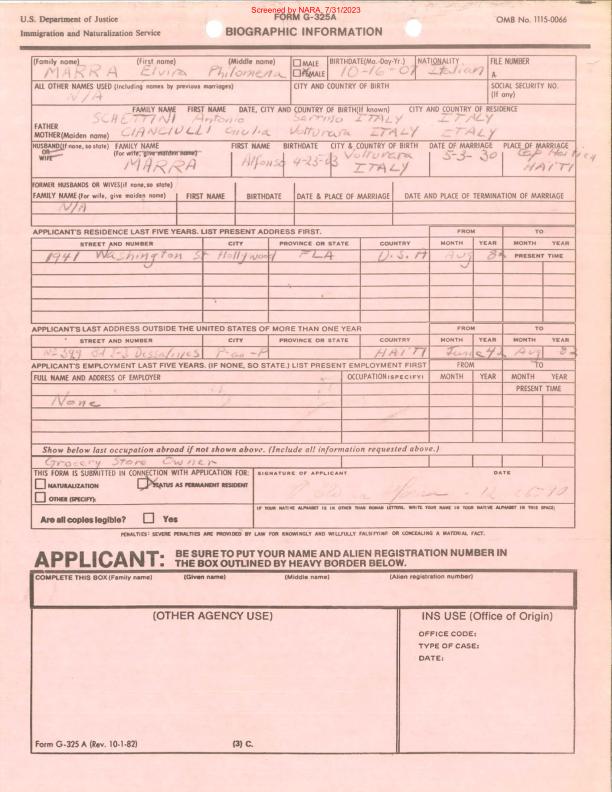 Screened by NARA, 7/31/2023
U.S. Department of Justice
Immigration and Naturalization Service
FORM G-325A
BIOGRAPHIC INFORMATION
OMB No. 1115-0066
(Family name) (First name) (Middle name) MALE FEMALE BIRTHDATE(Mo.-Day-Yr.) NATIONALITY FILE NUMBER
MARRA Elvira Philomena 10-16-07 Italian A
ALL OTHER NAMES USED (Including names by previous marriages) CITY AND COUNTRY OF BIRTH SOCIAL SECURITY NO. (If any)
N/A
FAMILY NAME FIRST NAME DATE, CITY AND COUNTRY OF BIRTH(If known) CITY AND COUNTRY OF RESIDENCE
FATHER SCHETTINI Antonio Serrino ITALY ITALY
MOTHER(Maiden name) CIANCIULLI Giulia Volturara ITALY ITALY
HUSBAND(If none, so state) OR WIFE FAMILY NAME (For wife, give maiden name) FIRST NAME BIRTHDATE CITY & COUNTRY OF BIRTH DATE OF MARRIAGE PLACE OF MARRIAGE
MARRA Alfonso 4-25-03 Volturara ITALY 5-3-30 Cap Haitien HAITI
FORMER HUSBANDS OR WIVES(if none,so state)
FAMILY NAME (For wife, give maiden name) FIRST NAME BIRTHDATE DATE & PLACE OF MARRIAGE DATE AND PLACE OF TERMINATION OF MARRIAGE
N/A
APPLICANT'S RESIDENCE LAST FIVE YEARS. LIST PRESENT ADDRESS FIRST. FROM TO
STREET AND NUMBER CITY PROVINCE OR STATE COUNTRY MONTH YEAR MONTH YEAR
1941 Washington St Hollywood FLA U.S.A Aug 82 PRESENT TIME
APPLICANT'S LAST ADDRESS OUTSIDE THE UNITED STATES OF MORE THAN ONE YEAR FROM TO
STREET AND NUMBER CITY PROVINCE OR STATE COUNTRY MONTH YEAR MONTH YEAR
Dessalines P-au-P HAITI June 42 Aug 82
APPLICANT'S EMPLOYMENT LAST FIVE YEARS. (IF NONE, SO STATE.) LIST PRESENT EMPLOYMENT FIRST FROM TO
FULL NAME AND ADDRESS OF EMPLOYER OCCUPATION(SPECIFY) MONTH YEAR MONTH YEAR
PRESENT TIME
None
Show below last occupation abroad if not shown above. (Include all information requested above.)
Grocery Store Owner
THIS FORM IS SUBMITTED IN CONNECTION WITH APPLICATION FOR: SIGNATURE OF APPLICANT DATE
NATURALIZATION STATUS AS PERMANENT RESIDENT
OTHER (SPECIFY):
IF YOUR NATIVE ALPHABET IS IN OTHER THAN ROMAN LETTERS, WRITE YOUR NAME IN YOUR NATIVE ALPHABET IN THIS SPACE:
Are all copies legible? Yes
PENALTIES: SEVERE PENALTIES ARE PROVIDED BY LAW FOR KNOWINGLY AND WILLFULLY FALSIFYING OR CONCEALING A MATERIAL FACT.
APPLICANT: BE SURE TO PUT YOUR NAME AND ALIEN REGISTRATION NUMBER IN
THE BOX OUTLINED BY HEAVY BORDER BELOW.
COMPLETE THIS BOX (Family name) (Given name) (Middle name) (Alien registration number)
(OTHER AGENCY USE) INS USE (Office of Origin)
OFFICE CODE:
TYPE OF CASE:
DATE:
Form G-325 A (Rev. 10-1-82) (3) C.